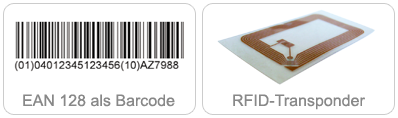 (01)04012345123456(10)AZ7988
EAN 128 als Barcode
RFID-Transponder